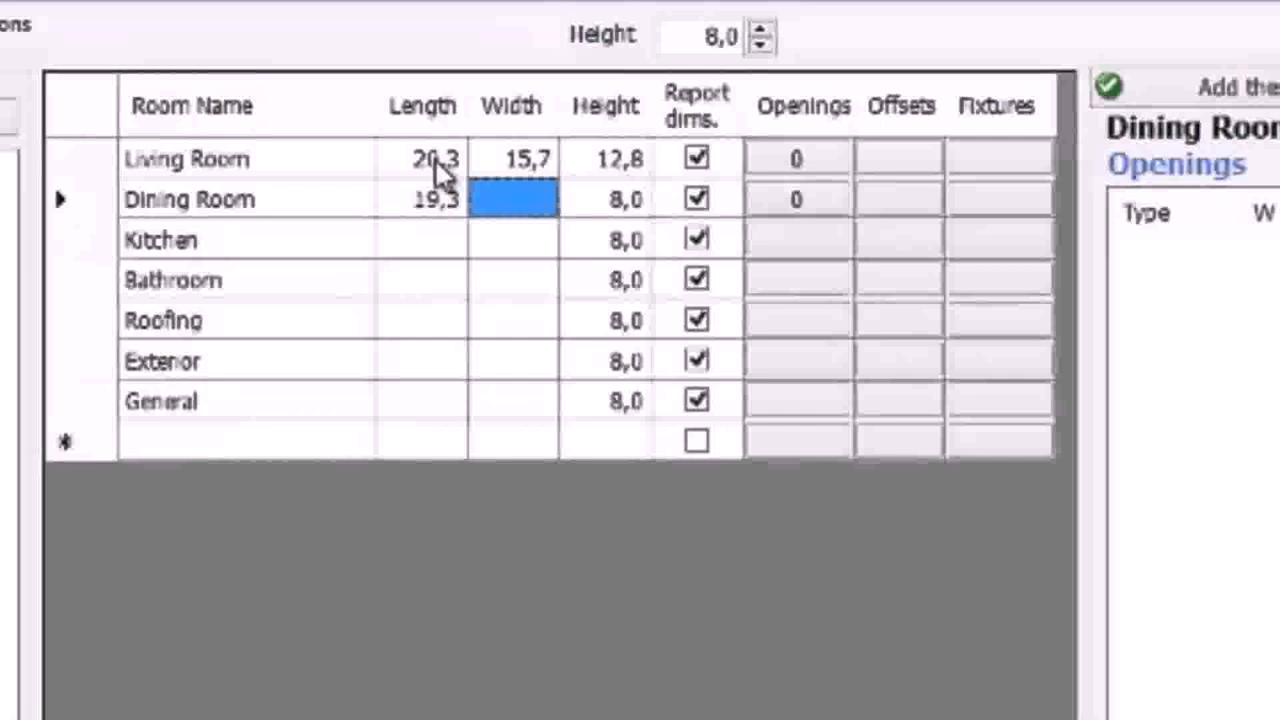 ons
Height 8,0
Room Name Length Width Height Report dims. Openings Offsets Fixtures
Living Room 20,3 15,7 12,8 0
Dining Room 19,3 8,0 0
Kitchen 8,0
Bathroom 8,0
Roofing 8,0
Exterior 8,0
General 8,0
Add the
Dining Roor
Openings
Type W